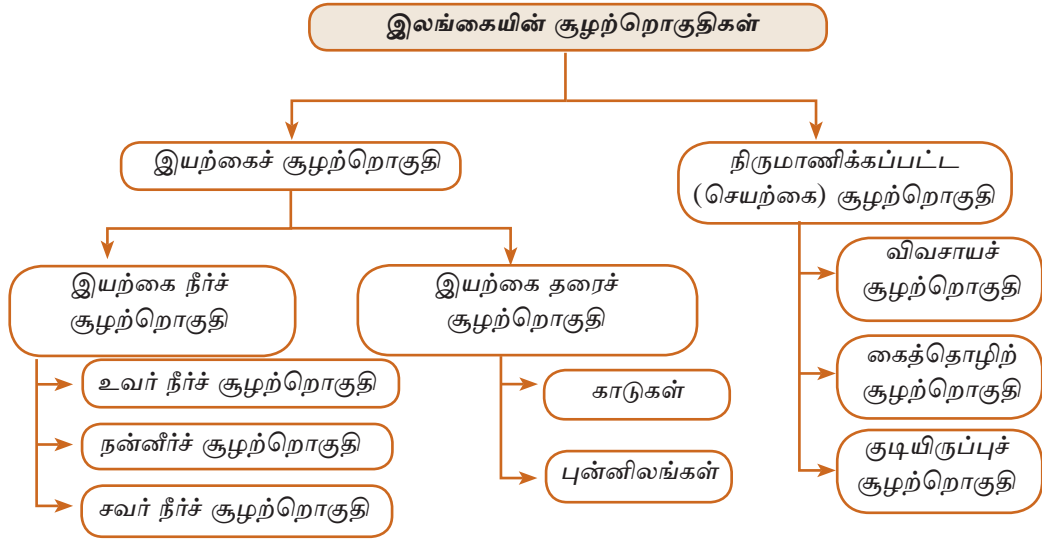 இலங்கையின் சூழற்றொகுதிகள்
இயற்கைச் சூழற்றொகுதி
நிருமாணிக்கப்பட்ட
(செயற்கை) சூழற்றொகுதி
இயற்கை நீர்ச்
சூழற்றொகுதி
இயற்கை தரைச்
சூழற்றொகுதி
விவசாயச்
சூழற்றொகுதி
உவர் நீர்ச் சூழற்றொகுதி
காடுகள்
கைத்தொழிற்
சூழற்றொகுதி
நன்னீர்ச் சூழற்றொகுதி
புன்னிலங்கள்
குடியிருப்புச்
சூழற்றொகுதி
சவர் நீர்ச் சூழற்றொகுதி